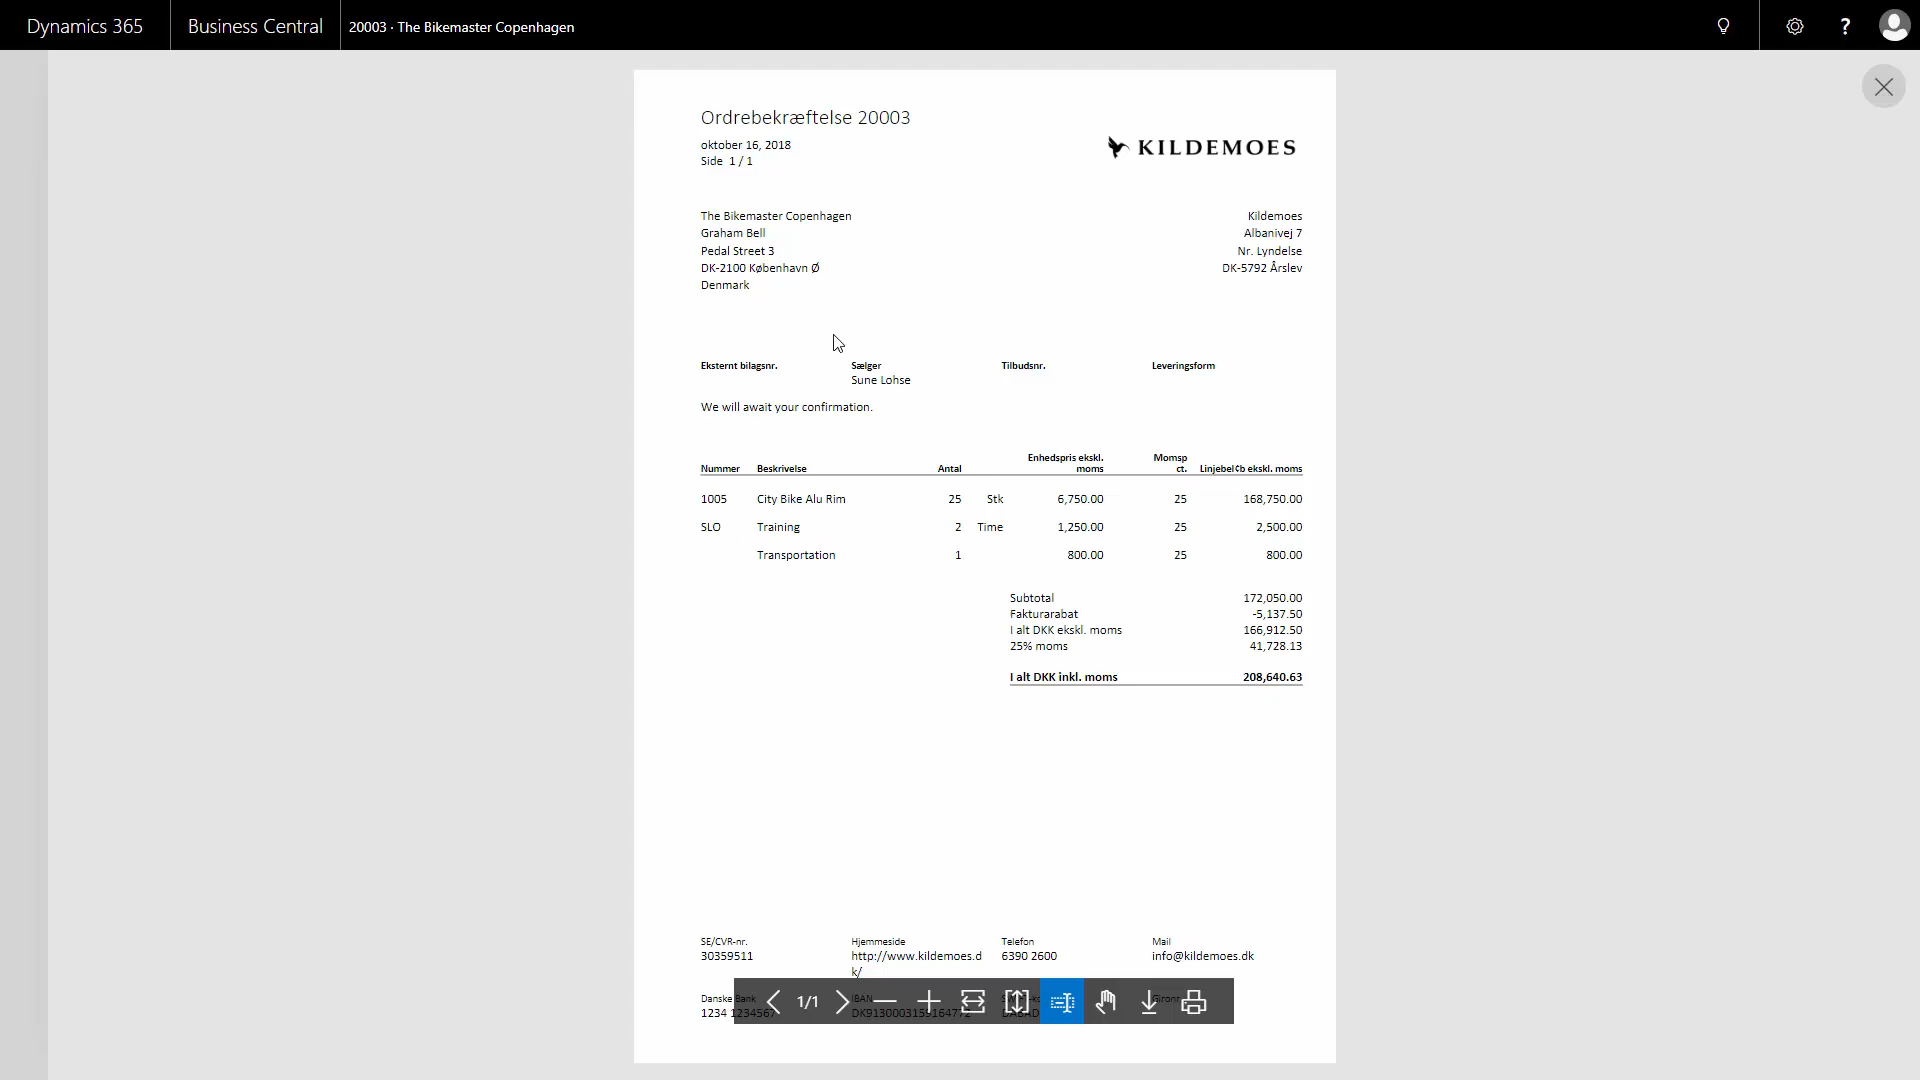 Dynamics 365 Business Central 20003 · The Bikemaster Copenhagen ?
Ordrebekræftelse 20003
oktober 16, 2018
Side 1 / 1
KILDEMOES
The Bikemaster Copenhagen
Graham Bell
Pedal Street 3
DK-2100 København Ø
Denmark
Kildemoes
Albanivej 7
Nr. Lyndelse
DK-5792 Årslev
Eksternt bilagsnr. Sælger Tilbudsnr. Leveringsform
Sune Lohse
We will await your confirmation.
Nummer Beskrivelse Antal Enhedspris ekskl. moms Momsp ct. Linjebel¢b ekskl. moms
1005 City Bike Alu Rim 25 Stk 6,750.00 25 168,750.00
SLO Training 2 Time 1,250.00 25 2,500.00
Transportation 1 800.00 25 800.00
Subtotal 172,050.00
Fakturarabat -5,137.50
I alt DKK ekskl. moms 166,912.50
25% moms 41,728.13
I alt DKK inkl. moms 208,640.63
SE/CVR-nr. Hjemmeside Telefon Mail
30359511 http://www.kildemoes.d 6390 2600 info@kildemoes.dk
k/
Danske Bank IBAN
1234 1234567
1/1